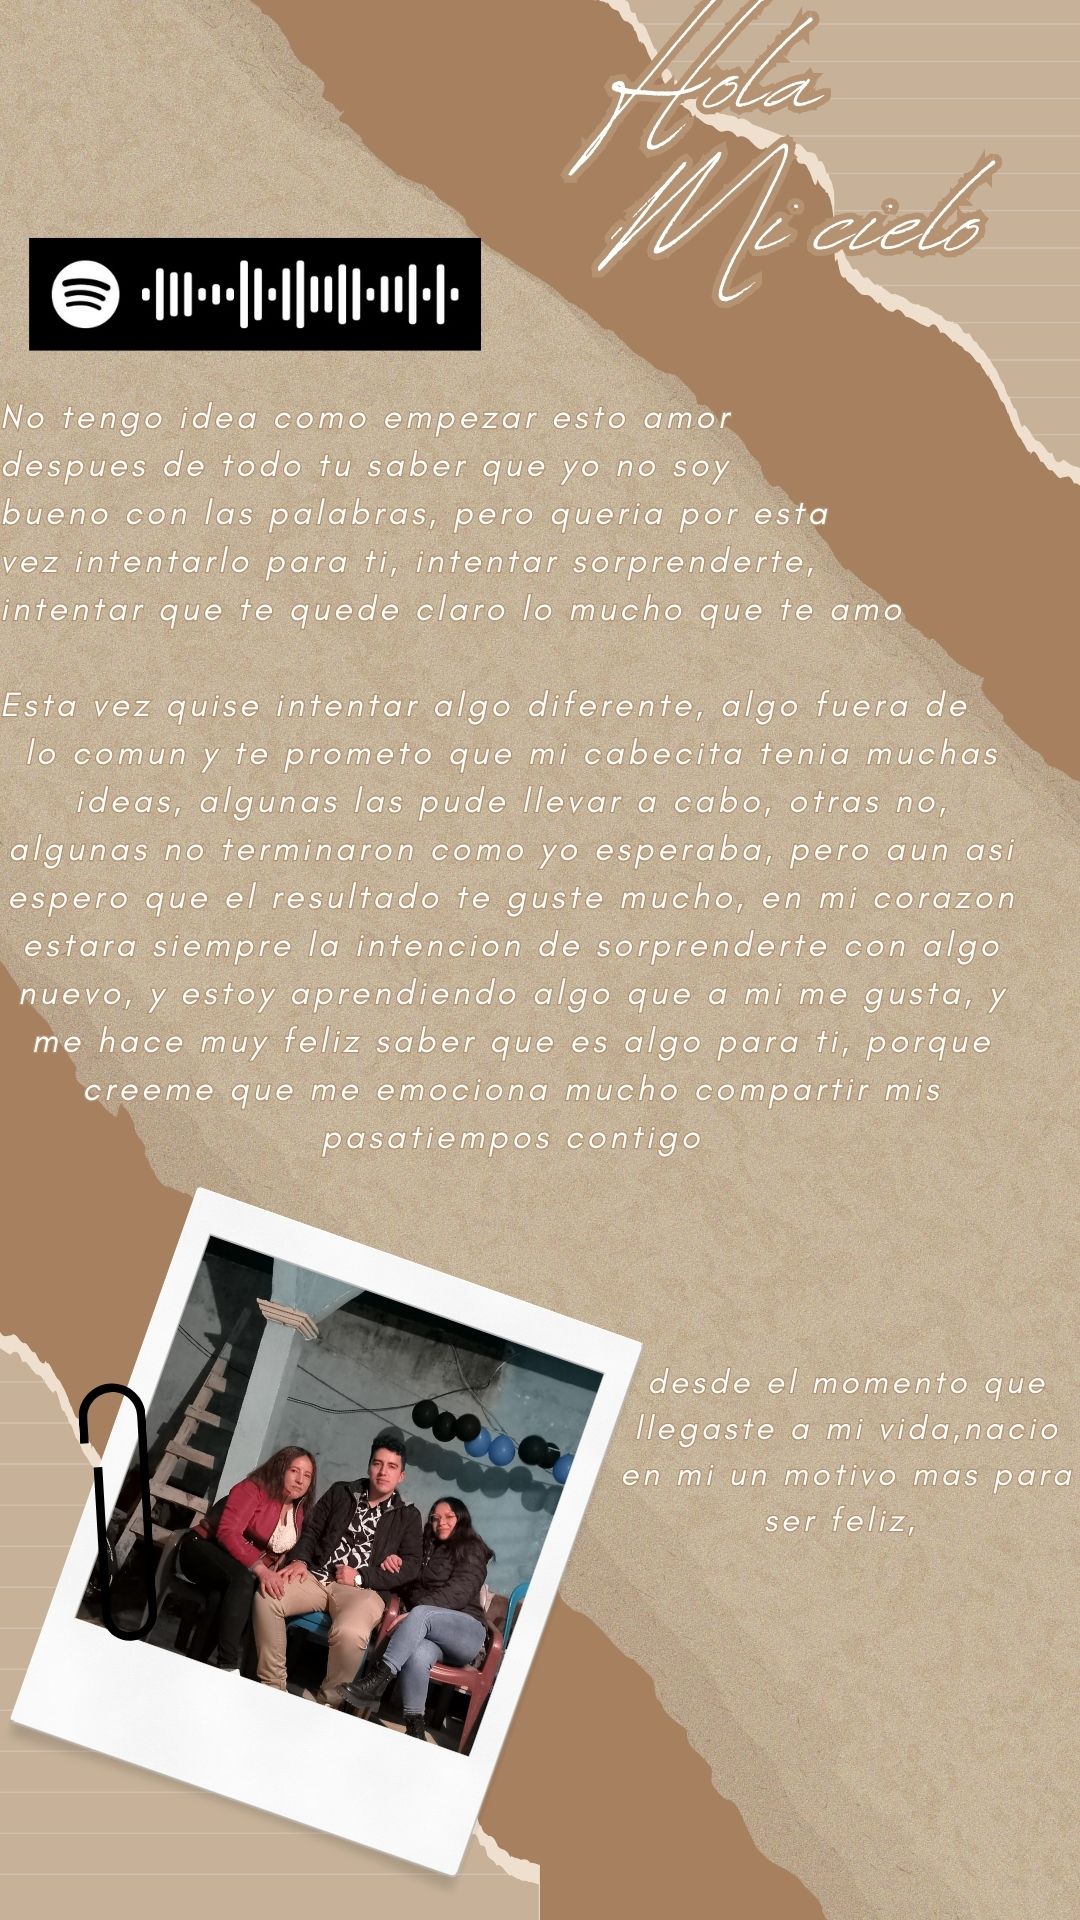 Hola
Mi cielo
No tengo idea como empezar esto amor
despues de todo tu saber que yo no soy
bueno con las palabras, pero queria por esta
vez intentarlo para ti, intentar sorprenderte,
intentar que te quede claro lo mucho que te amo
Esta vez quise intentar algo diferente, algo fuera de
lo comun y te prometo que mi cabecita tenia muchas
ideas, algunas las pude llevar a cabo, otras no,
algunas no terminaron como yo esperaba, pero aun asi
espero que el resultado te guste mucho, en mi corazon
estara siempre la intencion de sorprenderte con algo
nuevo, y estoy aprendiendo algo que a mi me gusta, y
me hace muy feliz saber que es algo para ti, porque
creeme que me emociona mucho compartir mis
pasatiempos contigo
desde el momento que
llegaste a mi vida,nacio
en mi un motivo mas para
ser feliz,